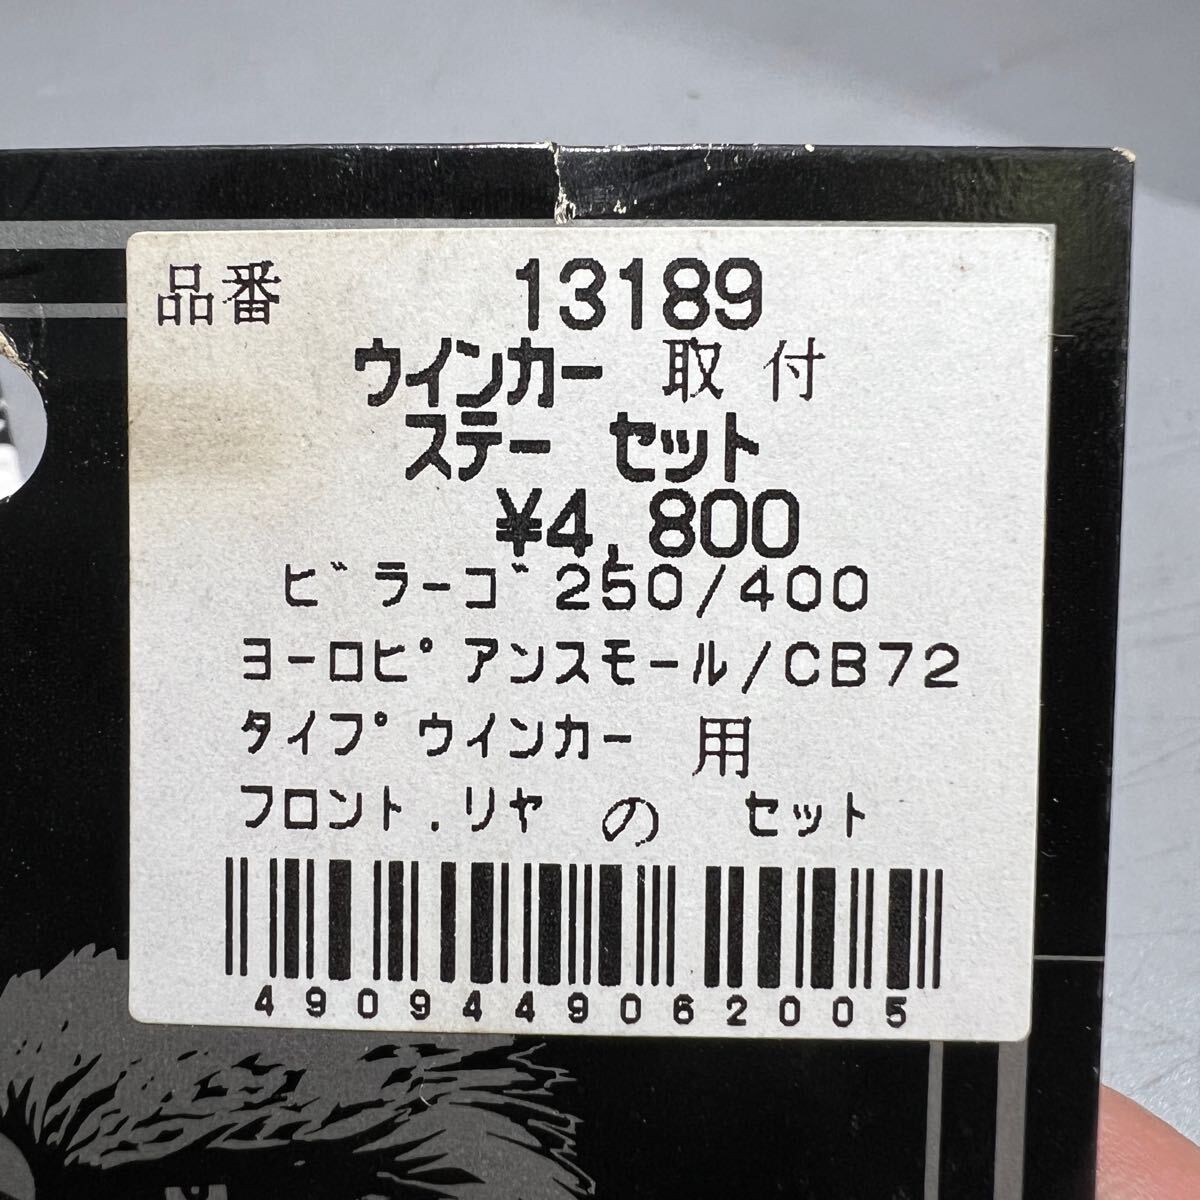 品番 13189
ウインカー 取付
ステー セット
¥4,800
ビラーゴ250/400
ヨーロピアンスモール/CB72
タイプウインカー 用
フロント.リヤ の セット
4909449062005